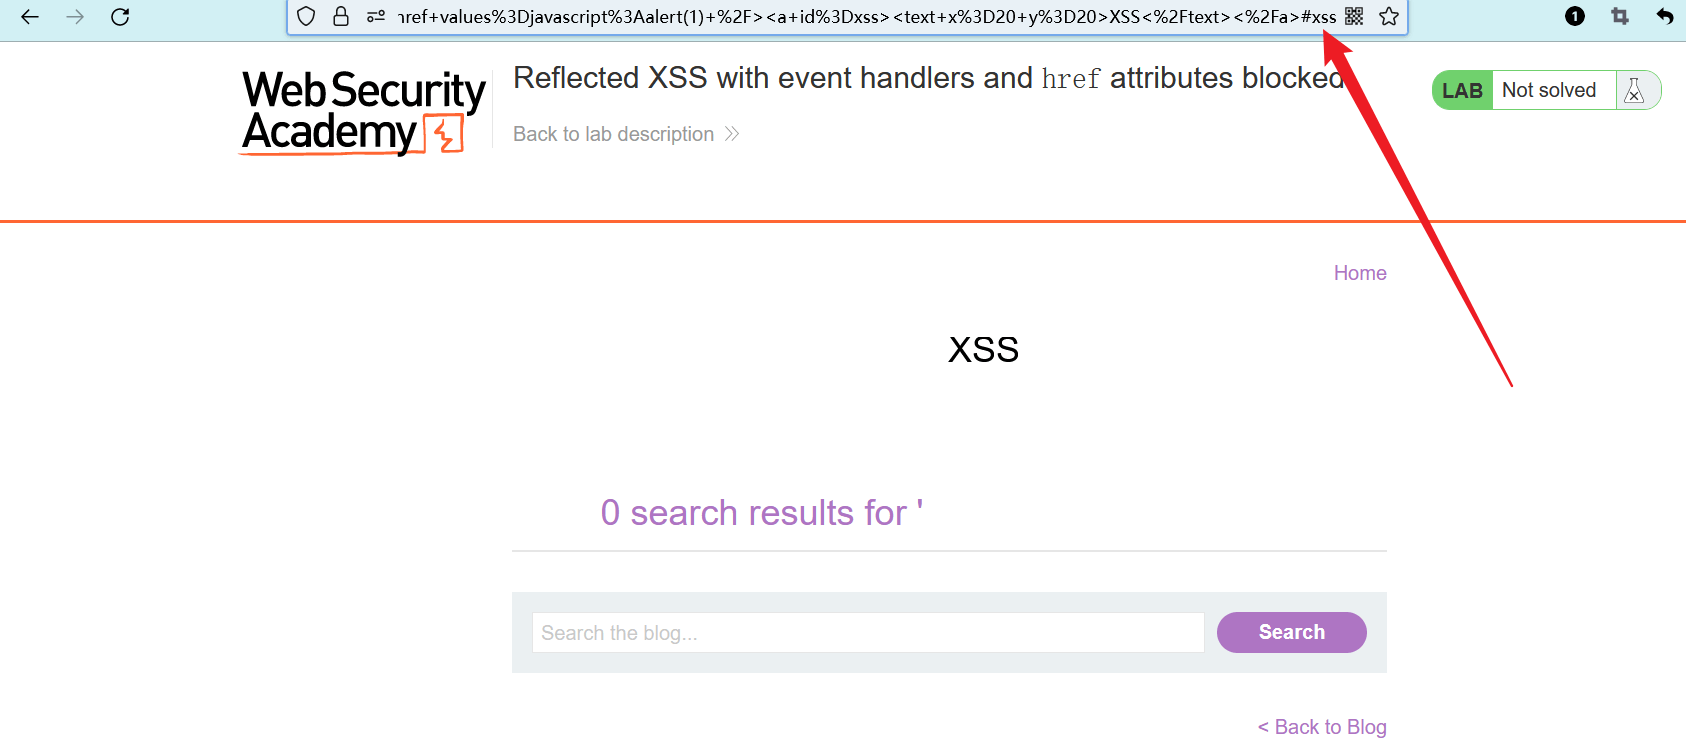 href+values%3Djavascript%3Aalert(1)+%2F><a+id%3Dxss><text+x%3D20+y%3D20>XSS<%2Ftext><%2Fa>#xss
1
Web Security
Academy
Reflected XSS with event handlers and href attributes blocked
Back to lab description
LAB Not solved
Home
XSS
0 search results for '
Search the blog...
Search
< Back to Blog